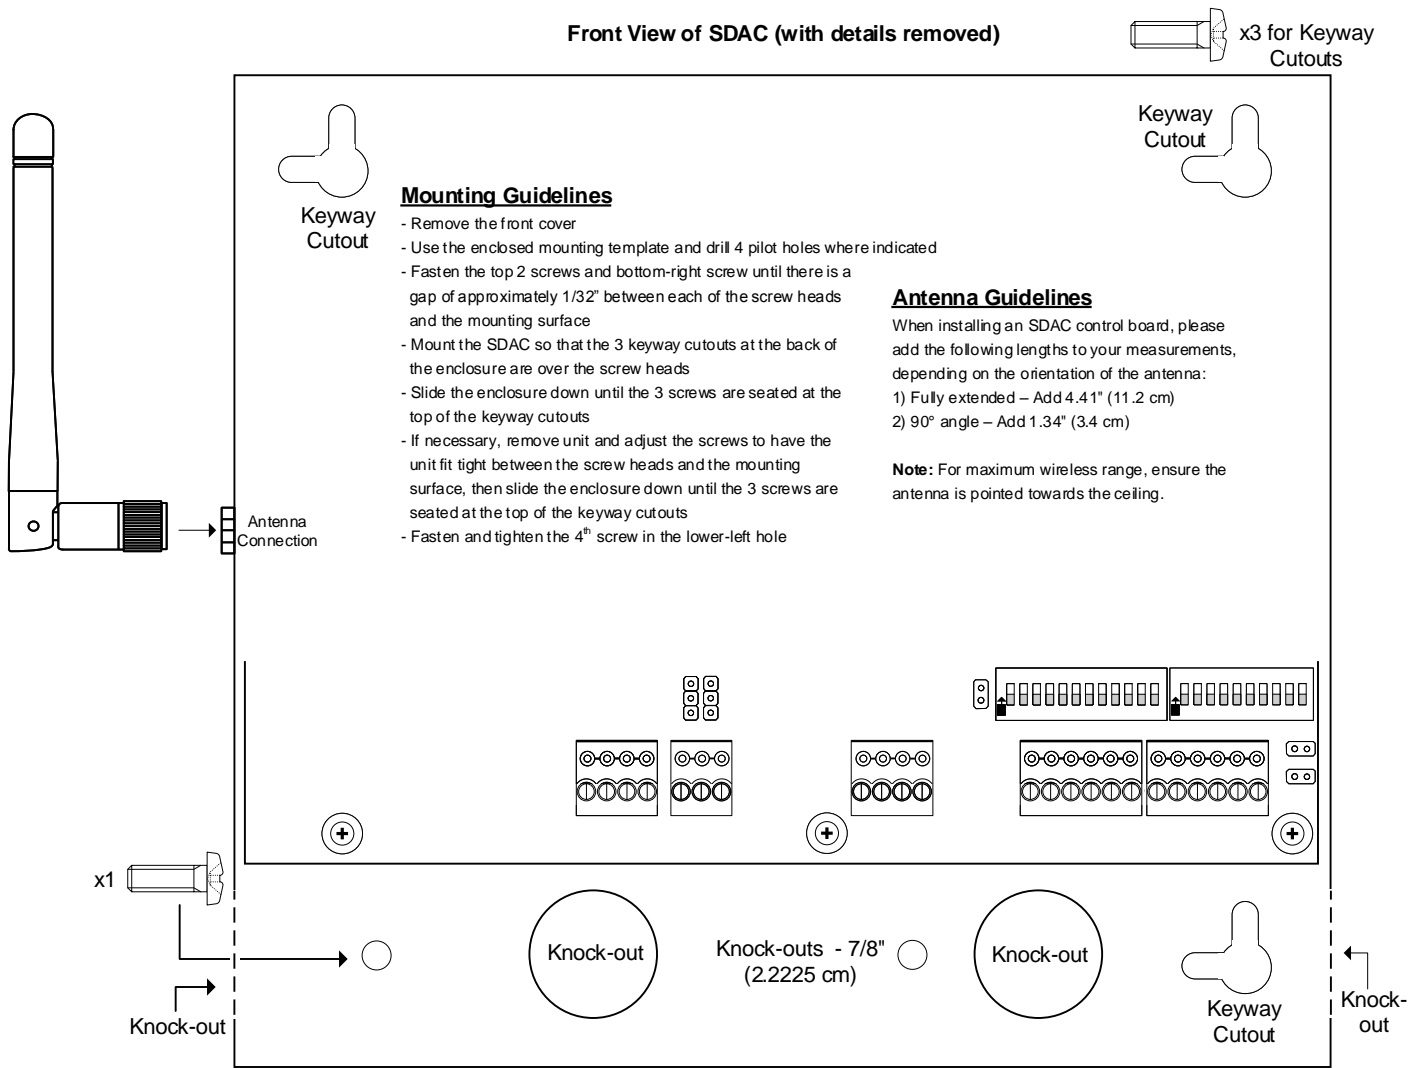 Front View of SDAC (with details removed)
x3 for Keyway
Cutouts
Keyway
Cutout
Keyway
Cutout
Mounting Guidelines
- Remove the front cover
- Use the enclosed mounting template and drill 4 pilot holes where indicated
- Fasten the top 2 screws and bottom-right screw until there is a
gap of approximately 1/32” between each of the screw heads
and the mounting surface
- Mount the SDAC so that the 3 keyway cutouts at the back of
the enclosure are over the screw heads
- Slide the enclosure down until the 3 screws are seated at the
top of the keyway cutouts
- If necessary, remove unit and adjust the screws to have the
unit fit tight between the screw heads and the mounting
surface, then slide the enclosure down until the 3 screws are
seated at the top of the keyway cutouts
- Fasten and tighten the 4th screw in the lower-left hole
Antenna Guidelines
When installing an SDAC control board, please
add the following lengths to your measurements,
depending on the orientation of the antenna:
1) Fully extended – Add 4.41" (11.2 cm)
2) 90° angle – Add 1.34" (3.4 cm)
Note: For maximum wireless range, ensure the
antenna is pointed towards the ceiling.
Antenna
Connection
x1
Knock-out
Knock-outs - 7/8"
(2.2225 cm)
Knock-out
Knock-out
Keyway
Cutout
Knock-
out